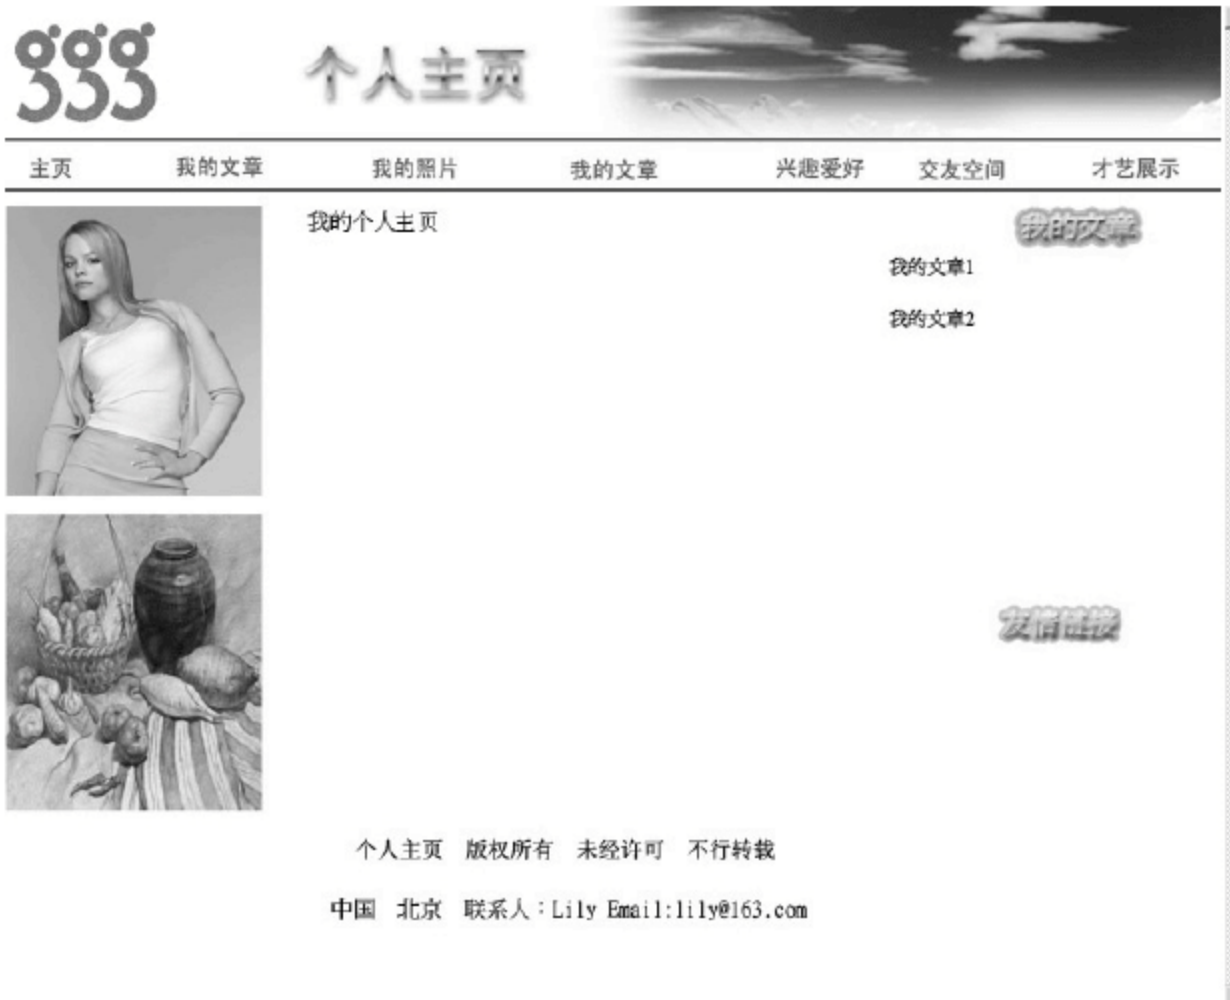 ggg
个人主页
主页 我的文章 我的照片 我的文章 兴趣爱好 交友空间 才艺展示
我的个人主页
我的文章
我的文章1
我的文章2
友情链接
个人主页 版权所有 未经许可 不行转载
中国 北京 联系人:Lily Email:lily@163.com